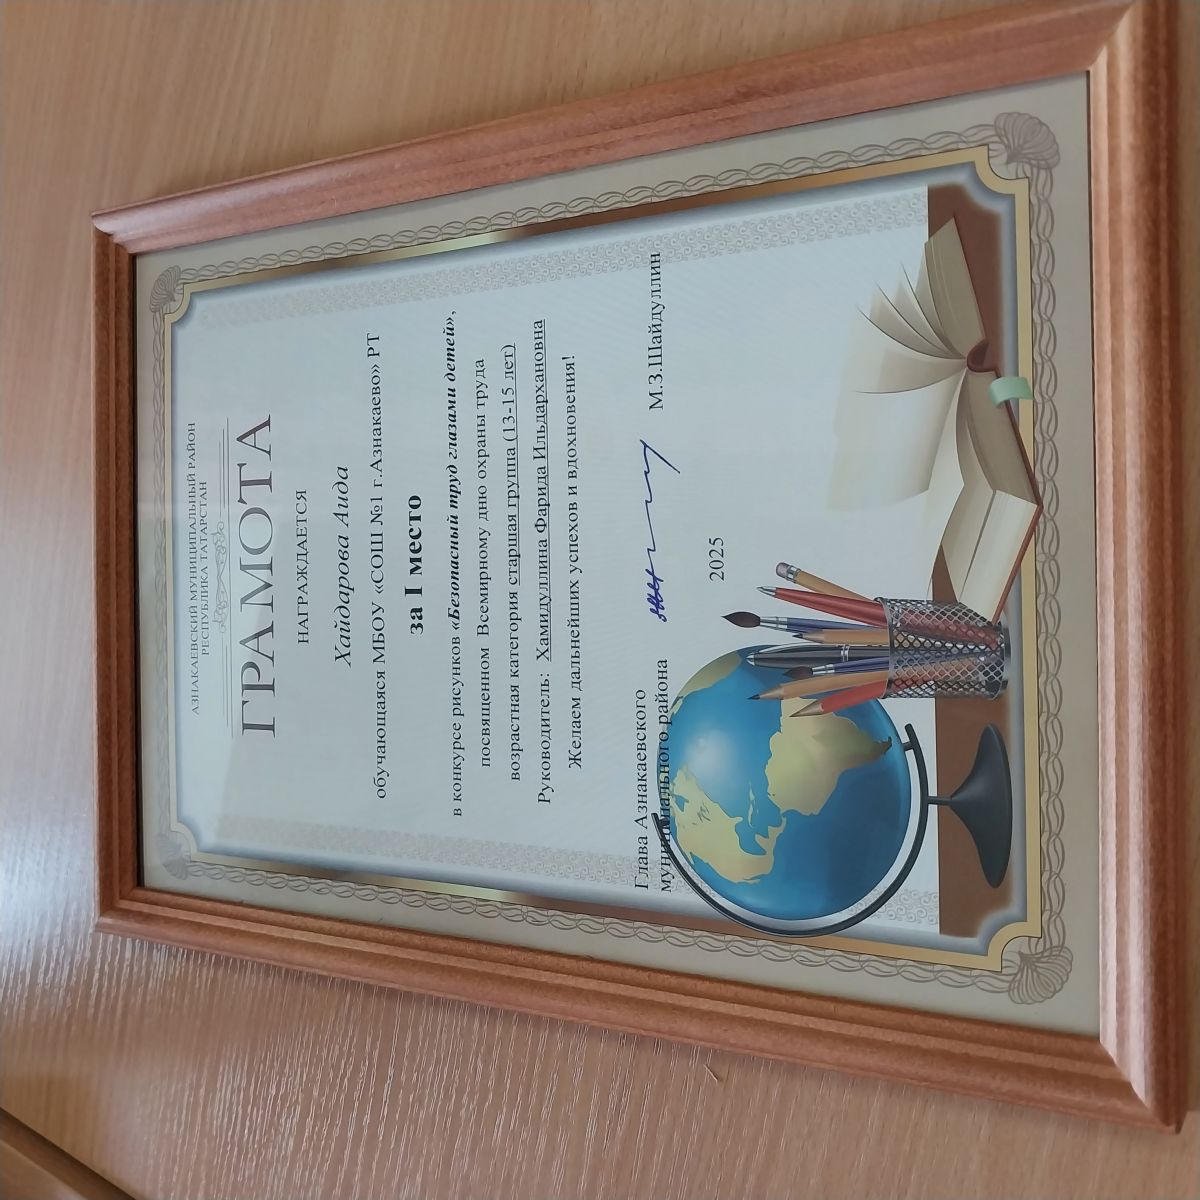 АЗНАКАЕВСКИЙ МУНИЦИПАЛЬНЫЙ РАЙОН
РЕСПУБЛИКА ТАТАРСТАН
ГРАМОТА
НАГРАЖДАЕТСЯ
Хайдарова Аида
обучающаяся МБОУ «СОШ №1 г.Азнакаево» РТ
за I место
в конкурсе рисунков «Безопасный труд глазами детей»,
посвященном Всемирному дню охраны труда
возрастная категория старшая группа (13-15 лет)
Руководитель: Хамидуллина Фарида Ильдархановна
Желаем дальнейших успехов и вдохновения!
Глава Азнакаевского
муниципального района М.З.Шайдуллин
2025